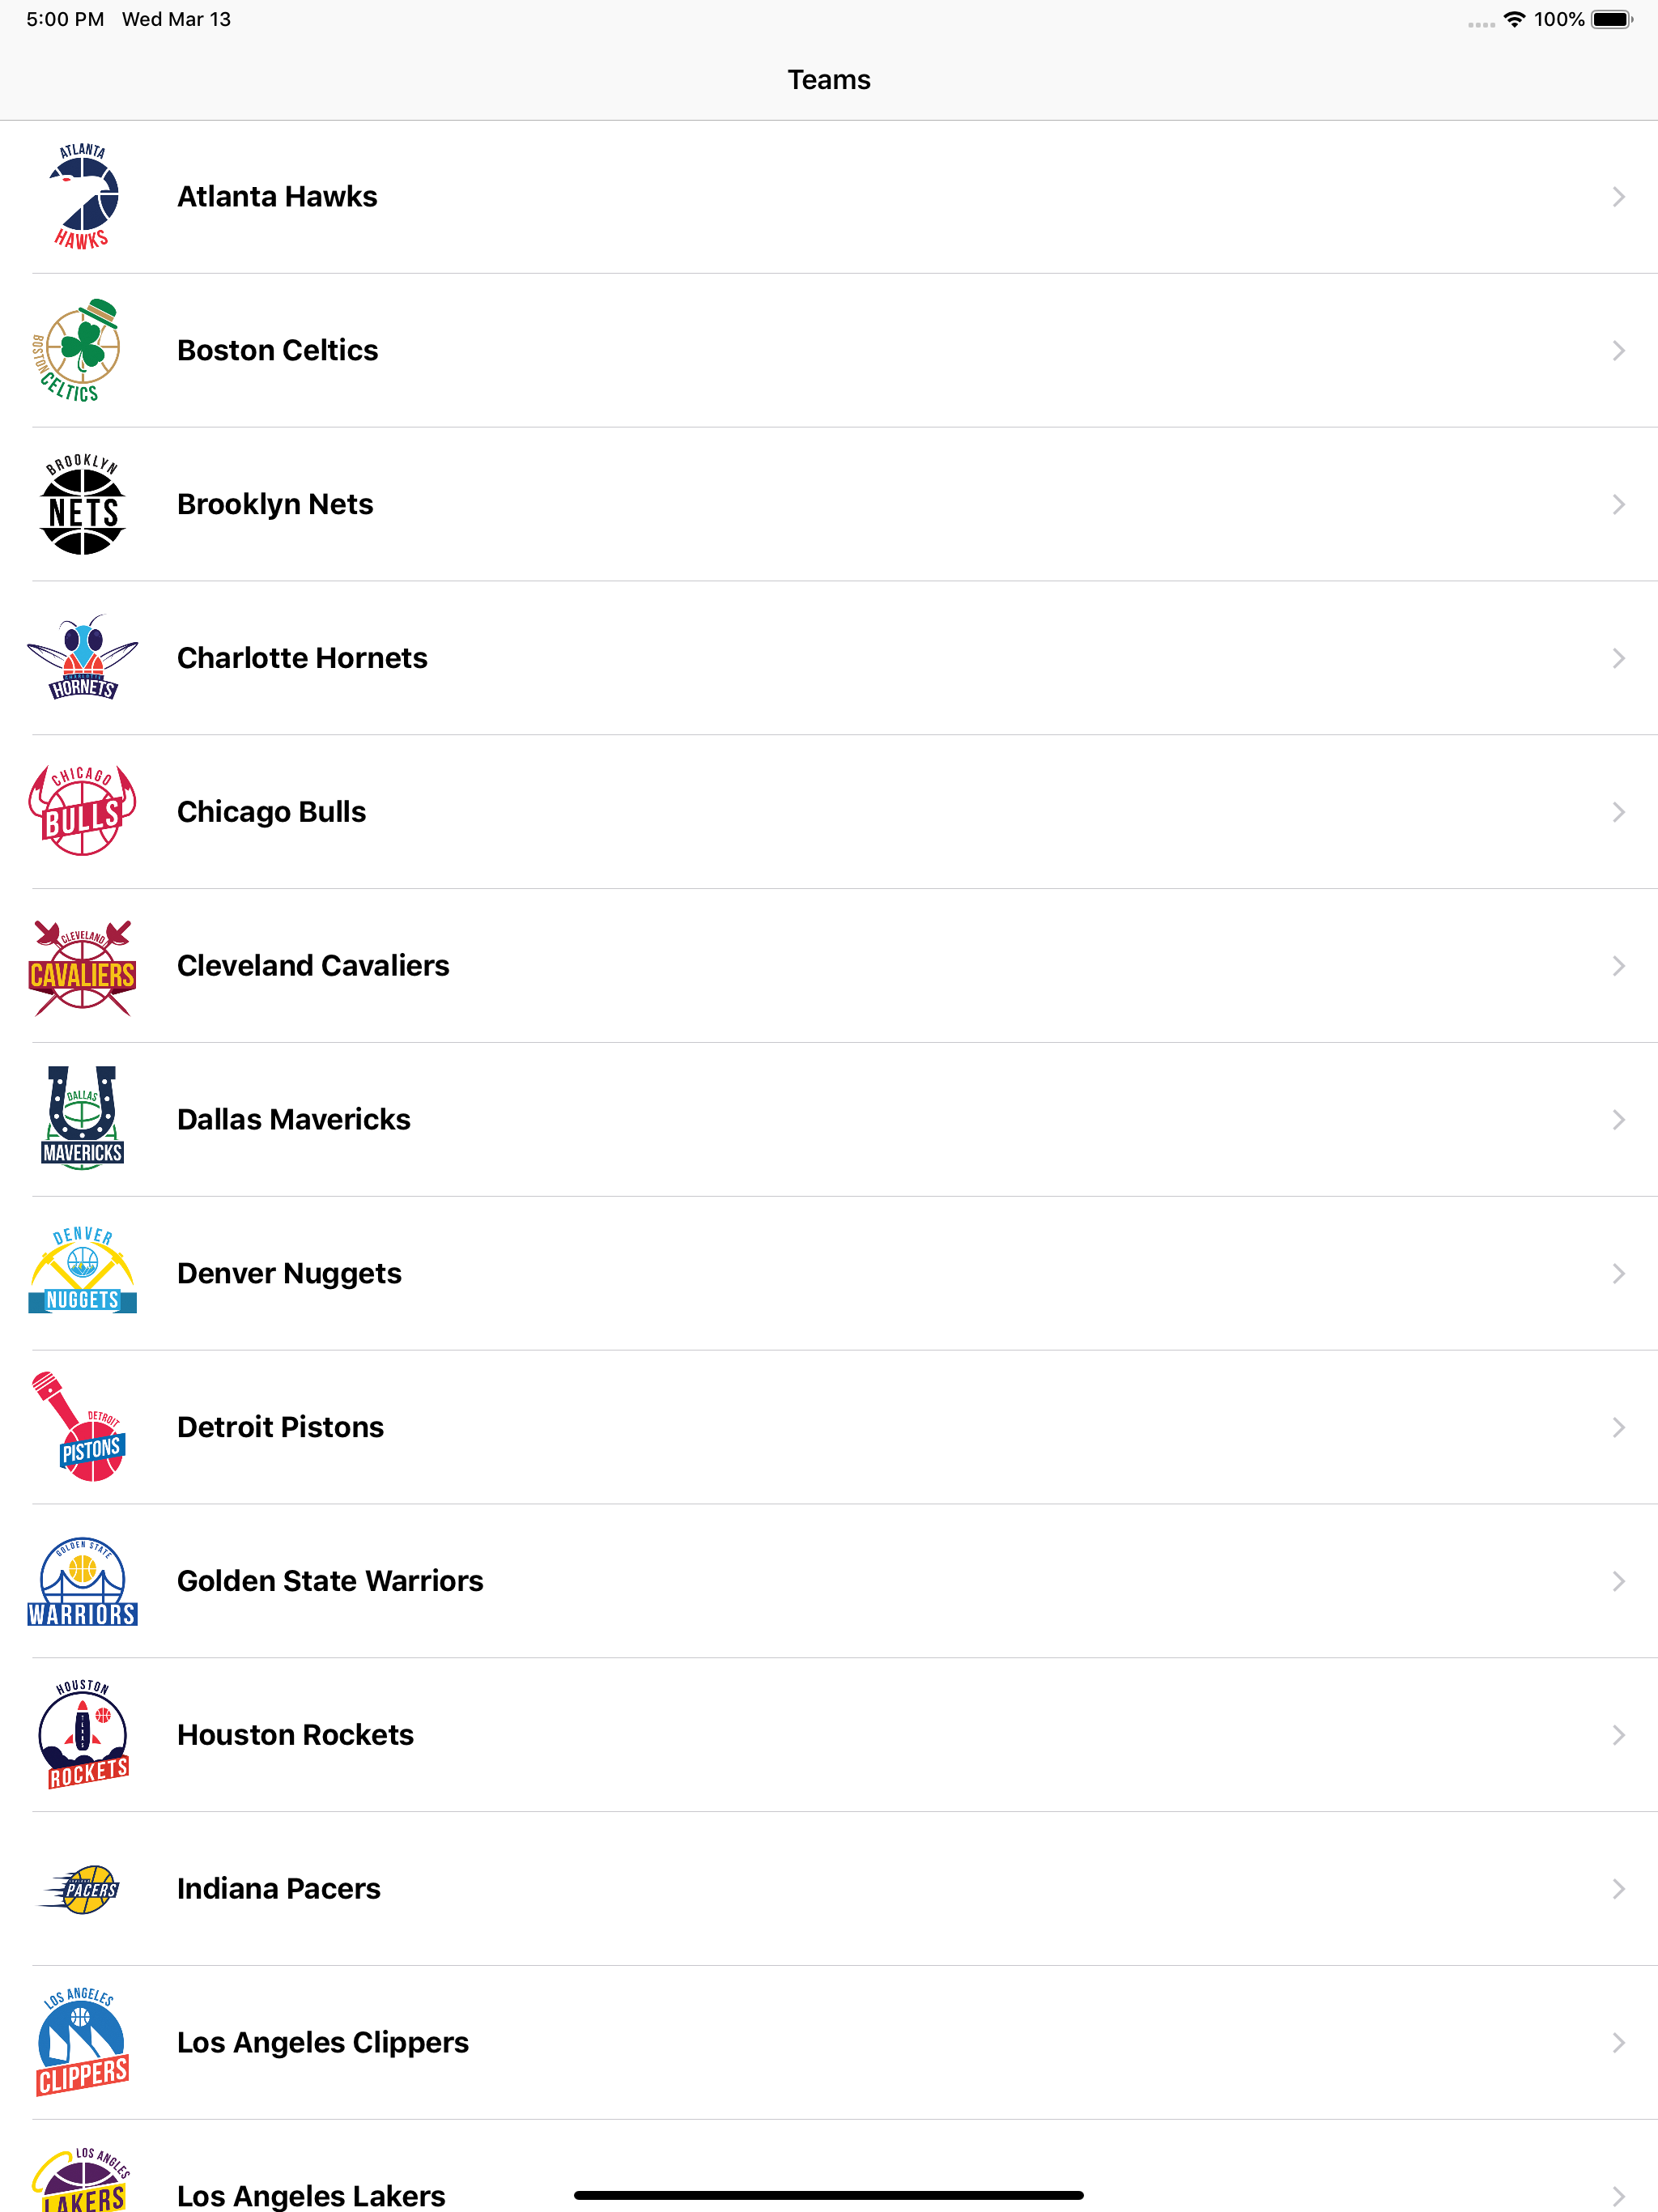 5:00 PM Wed Mar 13
100%
Teams
ATLANTA
HAWKS
Atlanta Hawks
BOSTON
CELTICS
Boston Celtics
BROOKLYN
NETS
Brooklyn Nets
CHARLOTTE
HORNETS
Charlotte Hornets
CHICAGO
BULLS
Chicago Bulls
CLEVELAND
CAVALIERS
Cleveland Cavaliers
DALLAS
MAVERICKS
Dallas Mavericks
DENVER
NUGGETS
Denver Nuggets
DETROIT
PISTONS
Detroit Pistons
GOLDEN STATE
WARRIORS
Golden State Warriors
HOUSTON
ROCKETS
Houston Rockets
PACERS
Indiana Pacers
LOS ANGELES
CLIPPERS
Los Angeles Clippers
LOS ANGLES
LAKERS
Los Angeles Lakers